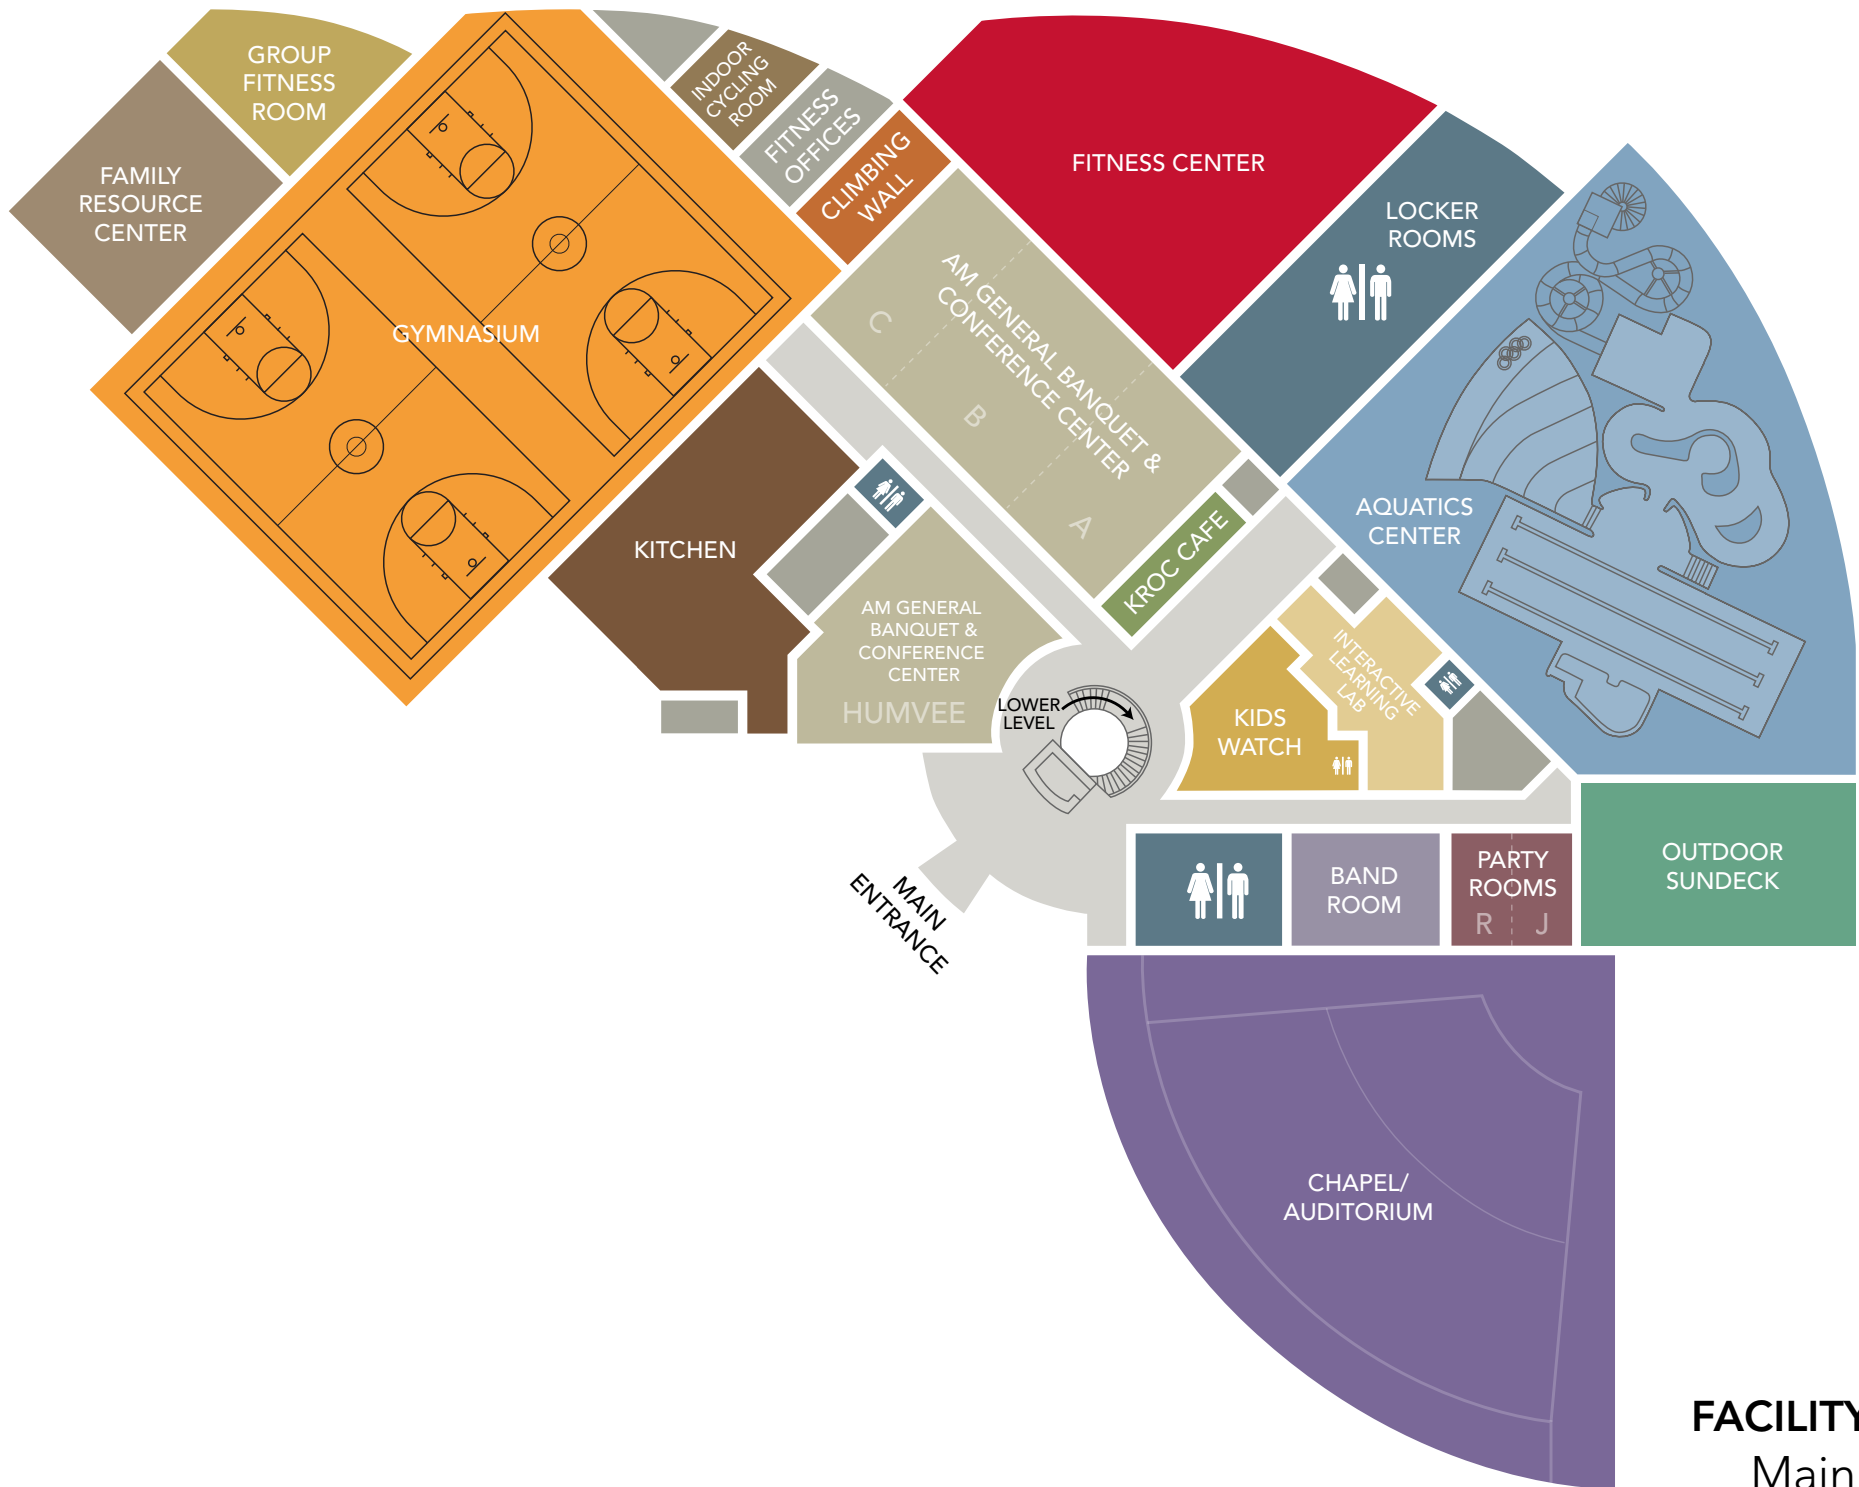 GROUP
FITNESS
ROOM
FAMILY
RESOURCE
CENTER
INDOOR
CYCLING
ROOM
FITNESS
OFFICES
CLIMBING
WALL
FITNESS CENTER
LOCKER
ROOMS
GYMNASIUM
AM GENERAL BANQUET &
CONFERENCE CENTER
C
B
A
KITCHEN
KROC CAFE
AQUATICS
CENTER
AM GENERAL
BANQUET &
CONFERENCE
CENTER
HUMVEE
LOWER
LEVEL
INTERACTIVE
LEARNING
LAB
KIDS
WATCH
MAIN
ENTRANCE
BAND
ROOM
PARTY
ROOMS
R J
OUTDOOR
SUNDECK
CHAPEL/
AUDITORIUM
FACILITY
Main